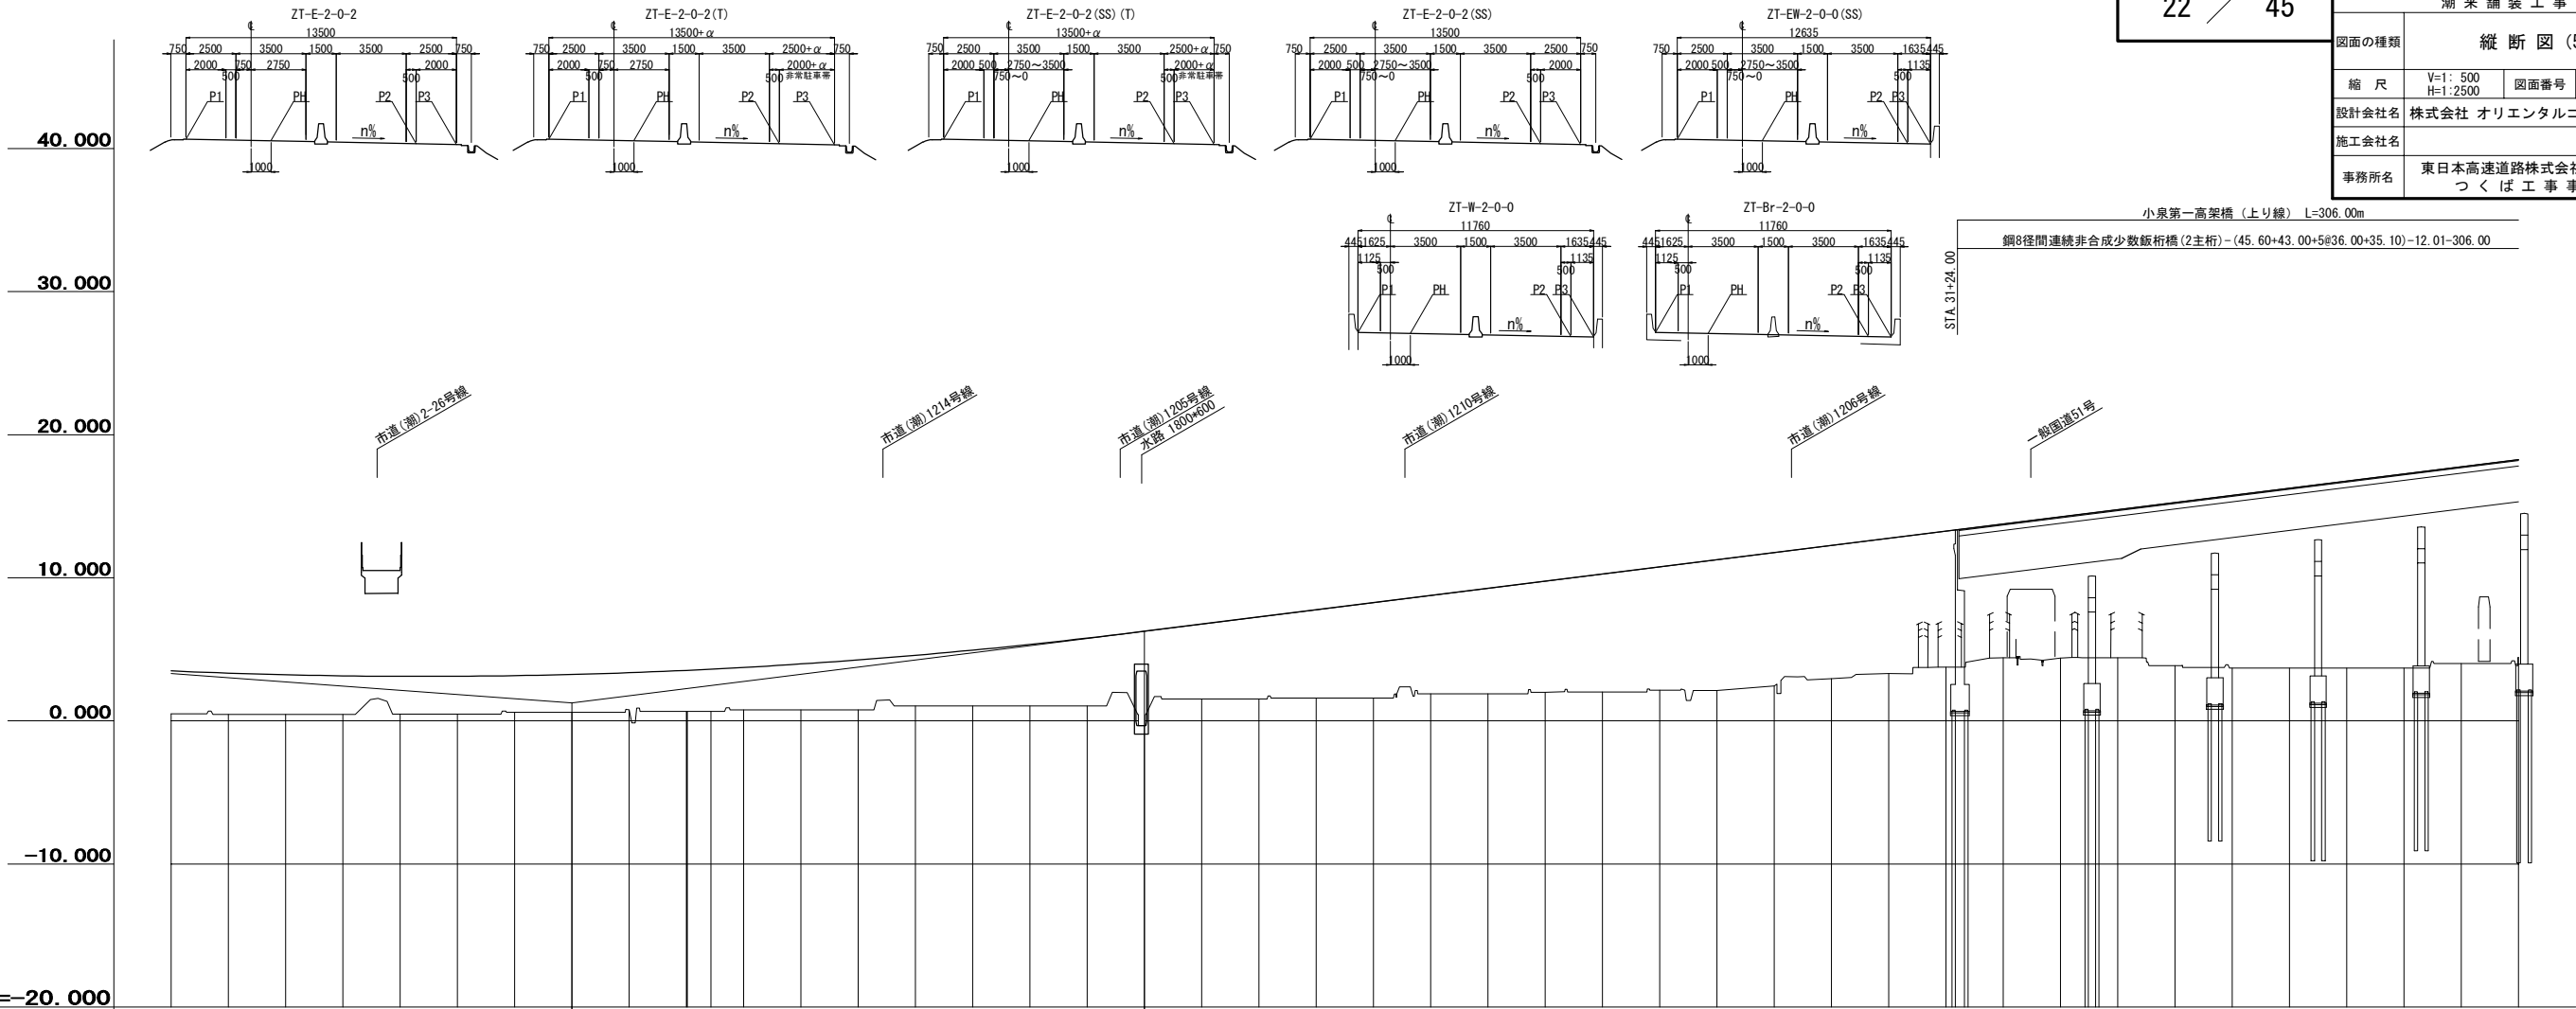 22 ／ 45
潮 来 舗 装 工 事
図面の種類
縦 断 図 (5
縮 尺
V=1: 500
H=1:2500
図面番号
設計会社名
株式会社 オリエンタルコ
施工会社名
事務所名
東日本高速道路株式会社
つ く ば 工 事 事
ZT-E-2-0-2
℄
13500
750 2500 3500 1500 3500 2500 750
2000 750 2750 2000
500 500
P1 PH P2 P3
n%
1000
ZT-E-2-0-2(T)
℄
13500+α
750 2500 3500 1500 3500 2500+α 750
2000 750 2750 2000+α
500 500 非常駐車帯
P1 PH P2 P3
n%
1000
ZT-E-2-0-2(SS)(T)
℄
13500+α
750 2500 3500 1500 3500 2500+α 750
2000 500 2750～3500 2000+α
750～0 500 非常駐車帯
P1 PH P2 P3
n%
1000
ZT-E-2-0-2(SS)
℄
13500
750 2500 3500 1500 3500 2500 750
2000 500 2750～3500 2000
750～0 500
P1 PH P2 P3
n%
1000
ZT-EW-2-0-0(SS)
℄
12635
750 2500 3500 1500 3500 1635 445
2000 500 2750～3500 1135
750～0 500
P1 PH P2 P3
n%
1000
ZT-W-2-0-0
℄
11760
445 1625 3500 1500 3500 1635 445
1125 1135
500 500
P1 PH P2 P3
n%
1000
ZT-Br-2-0-0
℄
11760
445 1625 3500 1500 3500 1635 445
1125 1135
500 500
P1 PH P2 P3
n%
1000
小泉第一高架橋 (上り線) L=306.00m
鋼8径間連続非合成少数鈑桁橋(2主桁)-(45.60+43.00+5@36.00+35.10)-12.01-306.00
STA.31+24.00
市道(潮)2-26号線
市道(潮)1214号線
市道(潮)1205号線
水路 1800*600
市道(潮)1210号線
市道(潮)1206号線
一般国道51号
40.000
30.000
20.000
10.000
0.000
-10.000
=-20.000